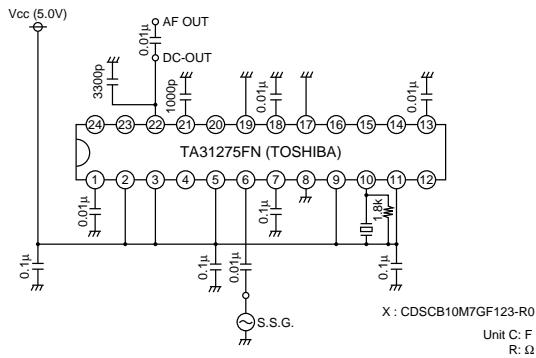 Vcc (5.0V)
AF OUT
0.01μ
DC-OUT
3300p
1000p
0.01μ
0.01μ
24 23 22 21 20 19 18 17 16 15 14 13
TA31275FN (TOSHIBA)
1 2 3 4 5 6 7 8 9 10 11 12
0.01μ
0.1μ
1.8k
0.1μ
0.1μ
0.01μ
0.1μ
S.S.G.
X : CDSCB10M7GF123-R0
Unit C: F
R: Ω